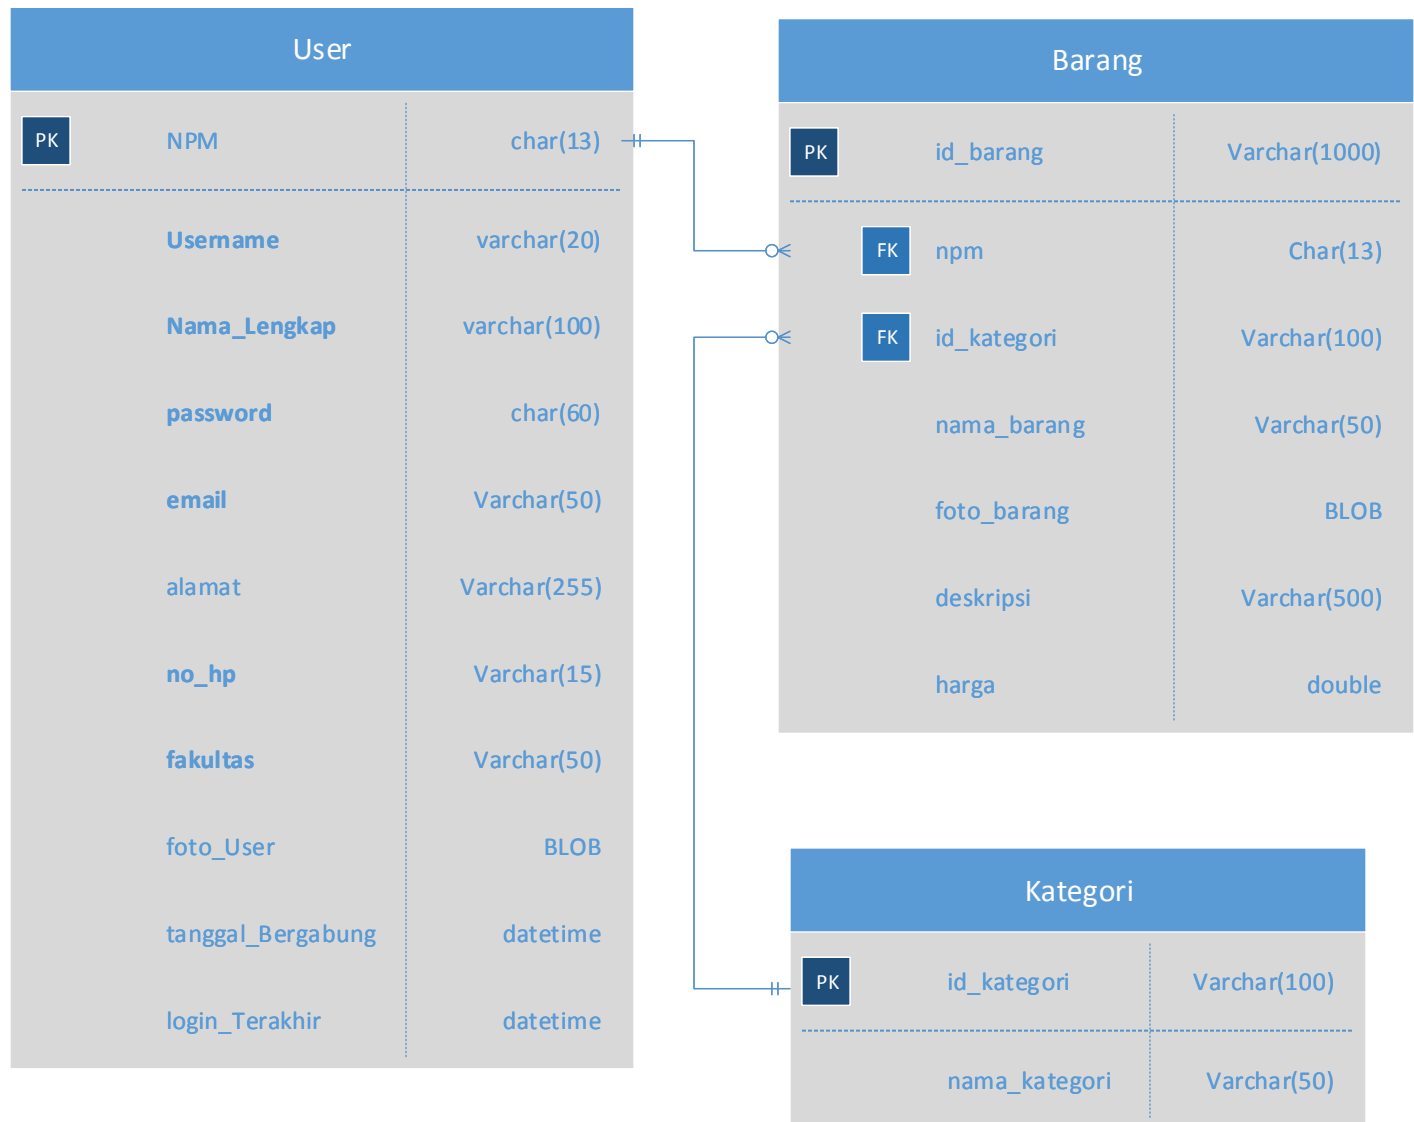 User
PK NPM char(13)
Username varchar(20)
Nama_Lengkap varchar(100)
password char(60)
email Varchar(50)
alamat Varchar(255)
no_hp Varchar(15)
fakultas Varchar(50)
foto_User BLOB
tanggal_Bergabung datetime
login_Terakhir datetime
Barang
PK id_barang Varchar(1000)
FK npm Char(13)
FK id_kategori Varchar(100)
nama_barang Varchar(50)
foto_barang BLOB
deskripsi Varchar(500)
harga double
Kategori
PK id_kategori Varchar(100)
nama_kategori Varchar(50)